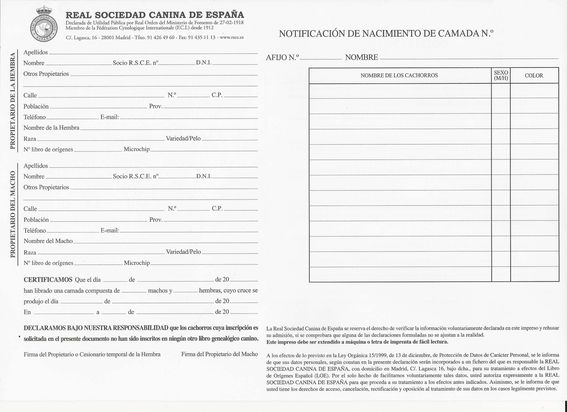 REAL SOCIEDAD CANINA DE ESPAÑA
Declarada de Utilidad Pública por Real Orden del Ministerio de Fomento de 27-02-1918
Miembro de la Fédération Cynologique Internationale (F.C.I.) desde 1912
C/. Lagasca, 16 - 28001 Madrid - Tfno. 91 426 49 60 - Fax: 91 435 11 13 - www.rsce.es
PROPIETARIO DE LA HEMBRA
Apellidos
Nombre Socio R.S.C.E. nº D.N.I.
Otros Propietarios
Calle N.º C.P.
Población Prov.
Teléfono E-mail:
Nombre de la Hembra
Raza Variedad/Pelo
Nº libro de orígenes Microchip
PROPIETARIO DEL MACHO
Apellidos
Nombre Socio R.S.C.E. nº D.N.I.
Otros Propietarios
Calle N.º C.P.
Población Prov.
Teléfono E-mail:
Nombre del Macho
Raza Variedad/Pelo
Nº libro de orígenes Microchip
CERTIFICAMOS Que el día de de 20
han librado una camada compuesta de machos y hembras, cuyo cruce se
produjo el día de de 20
En a de de 20
DECLARAMOS BAJO NUESTRA RESPONSABILIDAD que los cachorros cuya inscripción es
solicitada en el presente documento no han sido inscritos en ningún otro libro genealógico canino.
Firma del Propietario o Cesionario temporal de la Hembra Firma del Propietario del Macho
NOTIFICACIÓN DE NACIMIENTO DE CAMADA N.º
AFIJO N.º NOMBRE
NOMBRE DE LOS CACHORROS SEXO (M/H) COLOR
La Real Sociedad Canina de España se reserva el derecho de verificar la información voluntariamente declarada en este impreso y rehusar
su admisión, si se comprobara que alguna de las declaraciones formuladas no se ajustan a la realidad.
Este impreso debe ser extendido a máquina o letra de imprenta de fácil lectura.
A los efectos de lo previsto en la Ley Orgánica 15/1999, de 13 de diciembre, de Protección de Datos de Carácter Personal, se le informa
de que sus datos personales, según constan en la presente declaración serán incorporados a un fichero del que es responsable la REAL
SOCIEDAD CANINA DE ESPAÑA, con domicilio en Madrid, C/. Lagasca 16, bajo dcha., para su tratamiento a efectos del Libro
de Orígenes Español (LOE). Por el solo hecho de facilitarnos voluntariamente tales datos, usted autoriza expresamente a la REAL
SOCIEDAD CANINA DE ESPAÑA para que proceda a su tratamiento a los efectos antes indicados. Asimismo, se le informa de que
usted tiene los derechos de acceso, cancelación, rectificación y oposición al tratamiento de sus datos en los casos legalmente previstos.